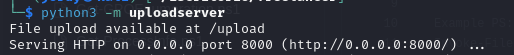 └─$ python3 -m uploadserver
File upload available at /upload
Serving HTTP on 0.0.0.0 port 8000 (http://0.0.0.0:8000/) ...